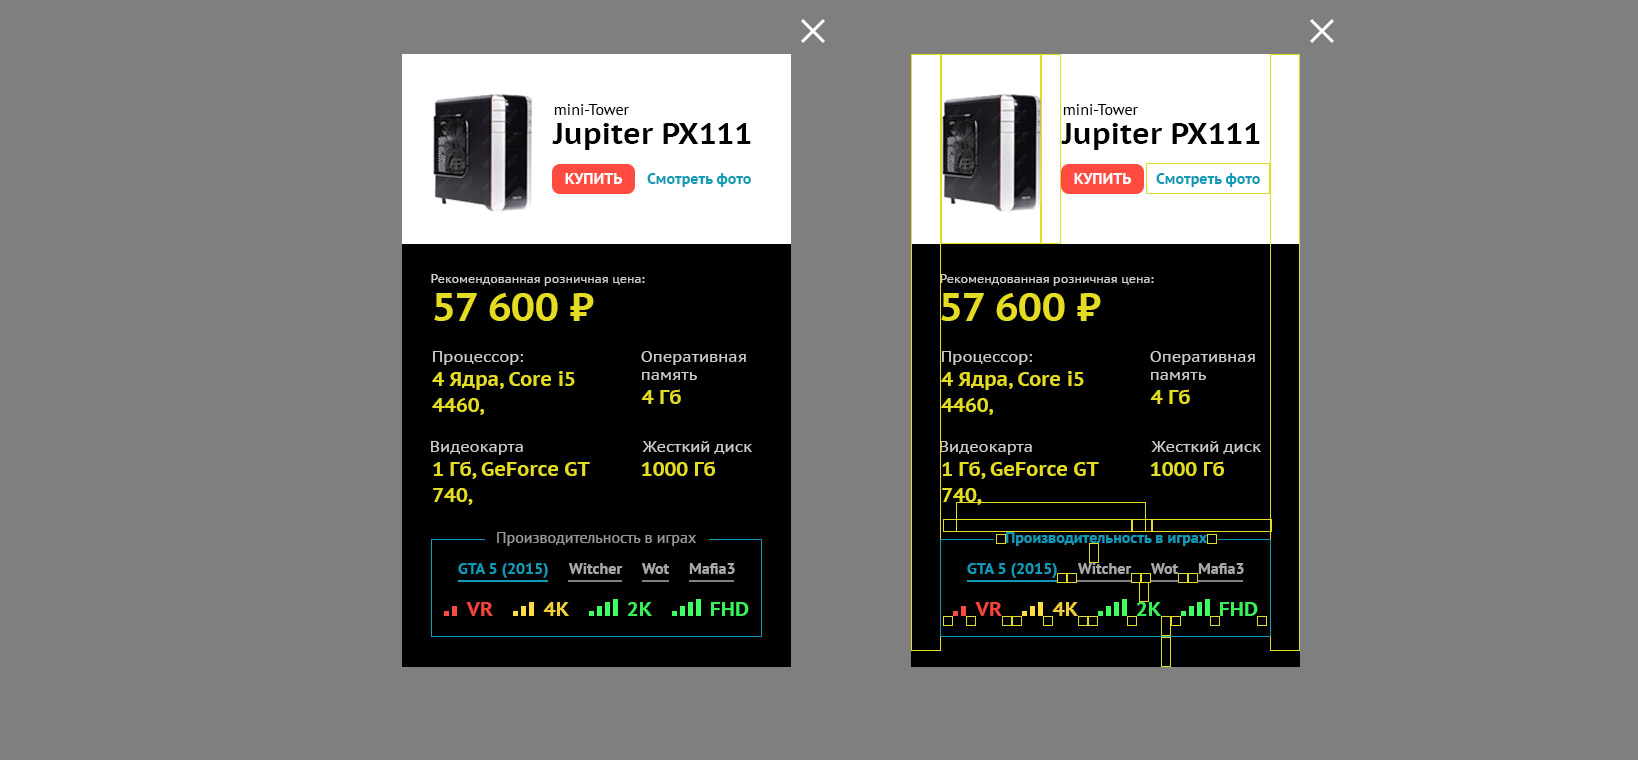 mini-Tower
Jupiter PX111
КУПИТЬ Смотреть фото
Рекомендованная розничная цена:
57 600 ₽
Процессор:
4 Ядра, Core i5
4460,
Оперативная
память
4 Гб
Видеокарта
1 Гб, GeForce GT
740,
Жесткий диск
1000 Гб
Производительность в играх
GTA 5 (2015) Witcher Wot Mafia3
VR 4K 2K FHD
mini-Tower
Jupiter PX111
КУПИТЬ Смотреть фото
Рекомендованная розничная цена:
57 600 ₽
Процессор:
4 Ядра, Core i5
4460,
Оперативная
память
4 Гб
Видеокарта
1 Гб, GeForce GT
740,
Жесткий диск
1000 Гб
Производительность в играх
GTA 5 (2015) Witcher Wot Mafia3
VR 4K 2K FHD